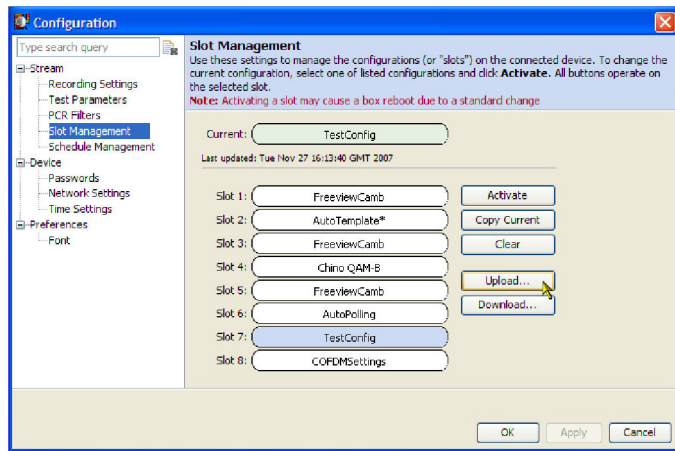 Configuration
Type search query
Stream
Recording Settings
Test Parameters
PCR Filters
Slot Management
Schedule Management
Device
Passwords
Network Settings
Time Settings
Preferences
Font
Slot Management
Use these settings to manage the configurations (or "slots") on the connected device. To change the
current configuration, select one of listed configurations and click Activate. All buttons operate on
the selected slot.
Note: Activating a slot may cause a box reboot due to a standard change
Current: TestConfig
Last updated: Tue Nov 27 16:13:40 GMT 2007
Slot 1: FreeviewCamb
Slot 2: AutoTemplate*
Slot 3: FreeviewCamb
Slot 4: Chino QAM-B
Slot 5: FreeviewCamb
Slot 6: AutoPolling
Slot 7: TestConfig
Slot 8: COFDMSettings
Activate
Copy Current
Clear
Upload...
Download...
OK
Apply
Cancel